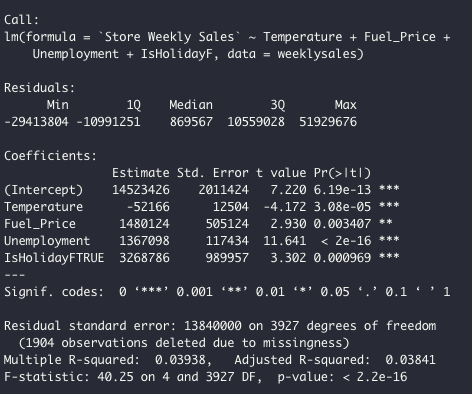 Call:
lm(formula = `Store Weekly Sales` ~ Temperature + Fuel_Price +
    Unemployment + IsHolidayF, data = weeklysales)

Residuals:
      Min        1Q    Median        3Q       Max
-29413804 -10991251    869567  10559028  51929676

Coefficients:
               Estimate Std. Error t value Pr(>|t|)
(Intercept)    14523426    2011424   7.220 6.19e-13 ***
Temperature      -52166      12504  -4.172 3.08e-05 ***
Fuel_Price      1480124     505124   2.930 0.003407 **
Unemployment    1367098     117434  11.641  < 2e-16 ***
IsHolidayFTRUE  3268786     989957   3.302 0.000969 ***
---
Signif. codes:  0 ‘***’ 0.001 ‘**’ 0.01 ‘*’ 0.05 ‘.’ 0.1 ‘ ’ 1

Residual standard error: 13840000 on 3927 degrees of freedom
  (1904 observations deleted due to missingness)
Multiple R-squared:  0.03938,	Adjusted R-squared:  0.03841
F-statistic: 40.25 on 4 and 3927 DF,  p-value: < 2.2e-16